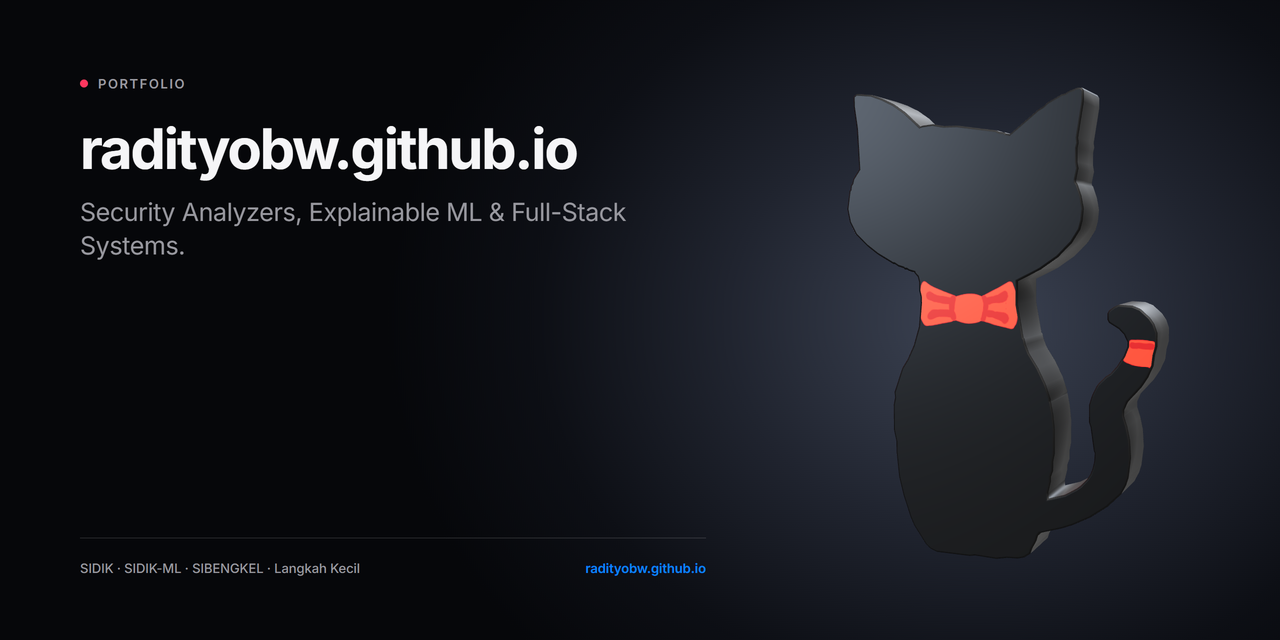 PORTFOLIO
radityobw.github.io
Security Analyzers, Explainable ML & Full-Stack
Systems.
SIDIK · SIDIK-ML · SIBENGKEL · Langkah Kecil
radityobw.github.io